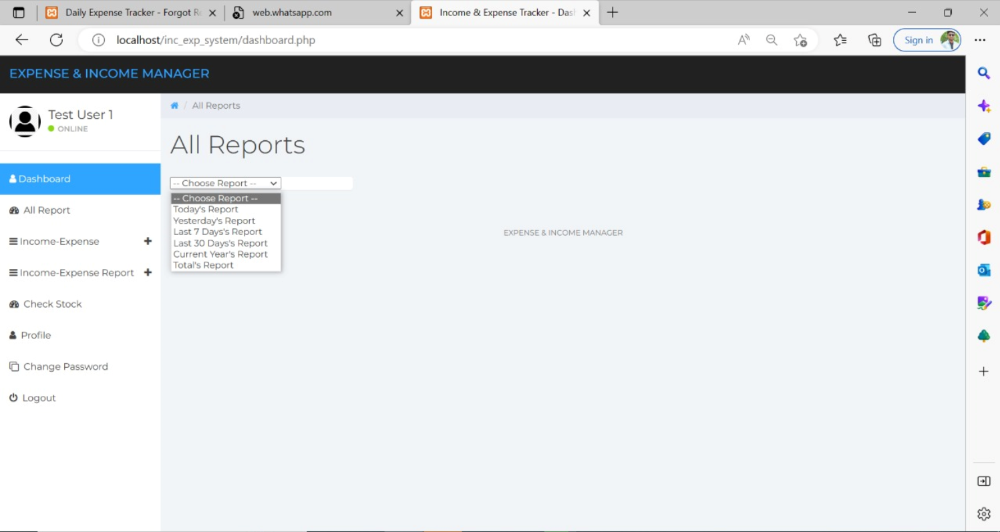 Daily Expense Tracker - Forgot R
web.whatsapp.com
Income & Expense Tracker - Das
localhost/inc_exp_system/dashboard.php
Sign in
EXPENSE & INCOME MANAGER
Test User 1
ONLINE
/ All Reports
All Reports
Dashboard
All Report
Income-Expense
Income-Expense Report
Check Stock
Profile
Change Password
Logout
-- Choose Report --
-- Choose Report --
Today's Report
Yesterday's Report
Last 7 Days's Report
Last 30 Days's Report
Current Year's Report
Total's Report
EXPENSE & INCOME MANAGER